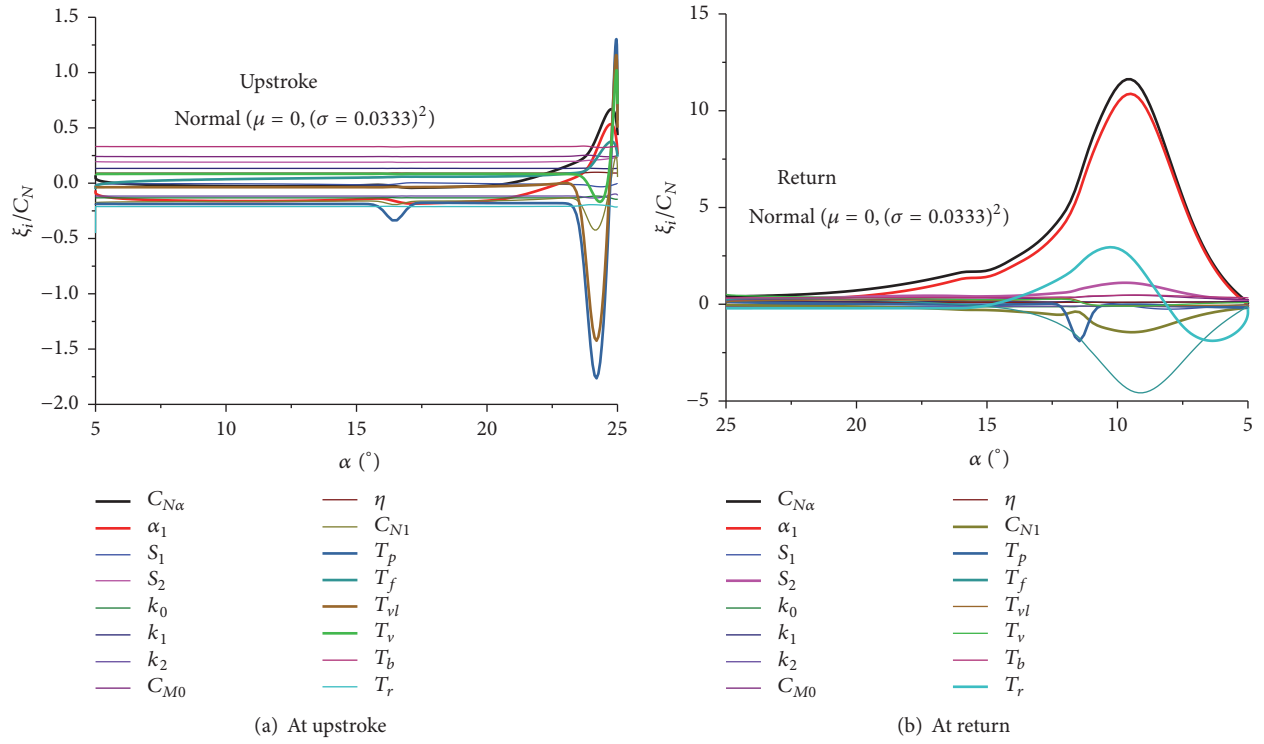 1.5
1.0
0.5
0.0
−0.5
−1.0
−1.5
−2.0
ξi/CN
Upstroke
Normal (μ = 0, (σ = 0.0333)²)
5 10 15 20 25
α (°)
CNα η
α1 CN1
S1 Tp
S2 Tf
k0 Tvl
k1 Tv
k2 Tb
CM0 Tr
(a) At upstroke
15
10
5
0
−5
ξi/CN
Return
Normal (μ = 0, (σ = 0.0333)²)
25 20 15 10 5
α (°)
CNα η
α1 CN1
S1 Tp
S2 Tf
k0 Tvl
k1 Tv
k2 Tb
CM0 Tr
(b) At return